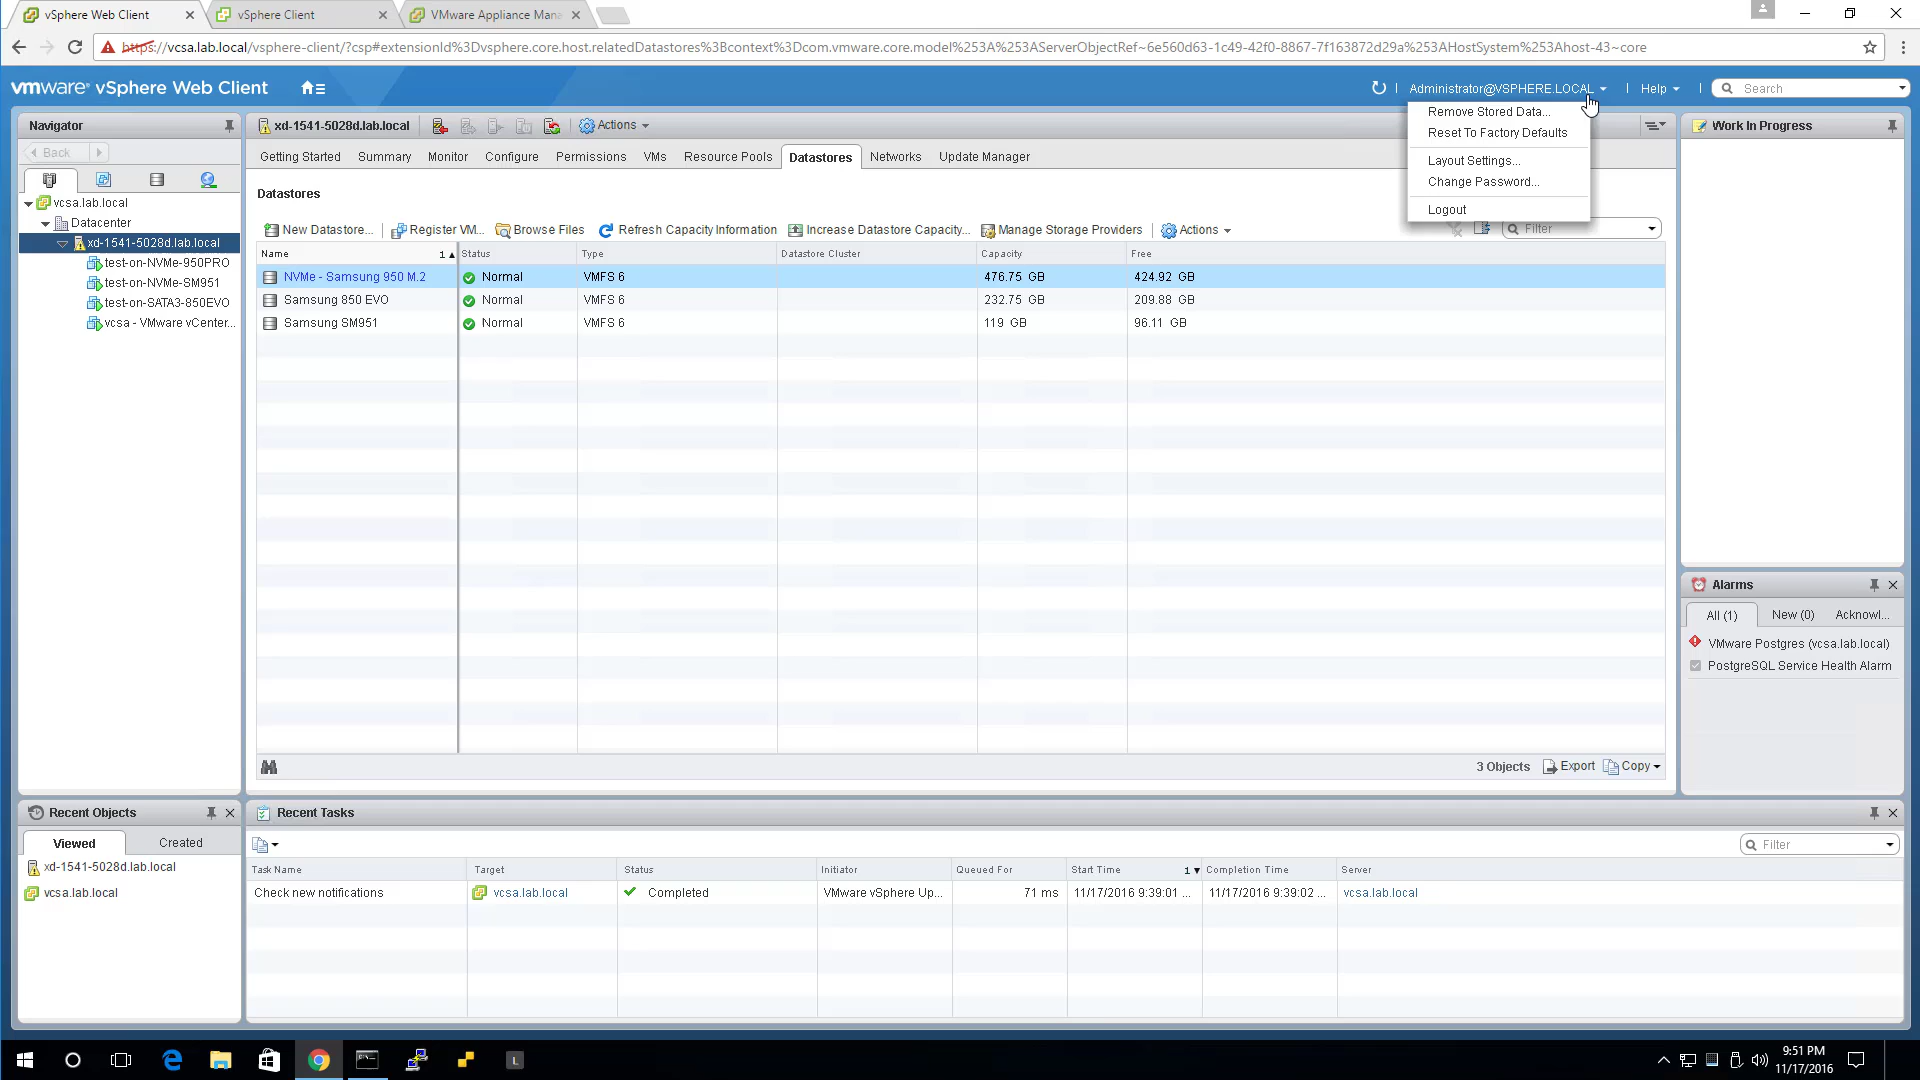 vSphere Web Client
vSphere Client
VMware Appliance Man
https://vcsa.lab.local/vsphere-client/?csp#extensionId%3Dvsphere.core.host.relatedDatastores%3Bcontext%3Dcom.vmware.core.model%253A%253AServerObjectRef~6e560d63-1c49-42f0-8867-7f163872d29a%253AHostSystem%253Ahost-43~core
vmware® vSphere Web Client
Administrator@VSPHERE.LOCAL
Help
Search
Remove Stored Data...
Reset To Factory Defaults
Layout Settings...
Change Password...
Logout
Navigator
Back
vcsa.lab.local
Datacenter
xd-1541-5028d.lab.local
test-on-NVMe-950PRO
test-on-NVMe-SM951
test-on-SATA3-850EVO
vcsa - VMware vCenter...
xd-1541-5028d.lab.local
Actions
Getting Started
Summary
Monitor
Configure
Permissions
VMs
Resource Pools
Datastores
Networks
Update Manager
Datastores
New Datastore...
Register VM...
Browse Files
Refresh Capacity Information
Increase Datastore Capacity...
Manage Storage Providers
Actions
Filter
Name 1 Status Type Datastore Cluster Capacity Free
NVMe - Samsung 950 M.2 Normal VMFS 6 476.75 GB 424.92 GB
Samsung 850 EVO Normal VMFS 6 232.75 GB 209.88 GB
Samsung SM951 Normal VMFS 6 119 GB 96.11 GB
3 Objects
Export
Copy
Work In Progress
Alarms
All (1)
New (0)
Acknowl...
VMware Postgres (vcsa.lab.local)
PostgreSQL Service Health Alarm
Recent Objects
Viewed
Created
xd-1541-5028d.lab.local
vcsa.lab.local
Recent Tasks
Filter
Task Name Target Status Initiator Queued For Start Time 1 Completion Time Server
Check new notifications vcsa.lab.local Completed VMware vSphere Up... 71 ms 11/17/2016 9:39:01 ... 11/17/2016 9:39:02 ... vcsa.lab.local
L
9:51 PM
11/17/2016